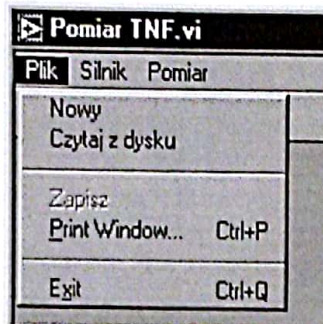 Pomiar TNF.vi
Plik Silnik Pomiar
Nowy
Czytaj z dysku
Zapisz
Print Window... Ctrl+P
Exit Ctrl+Q